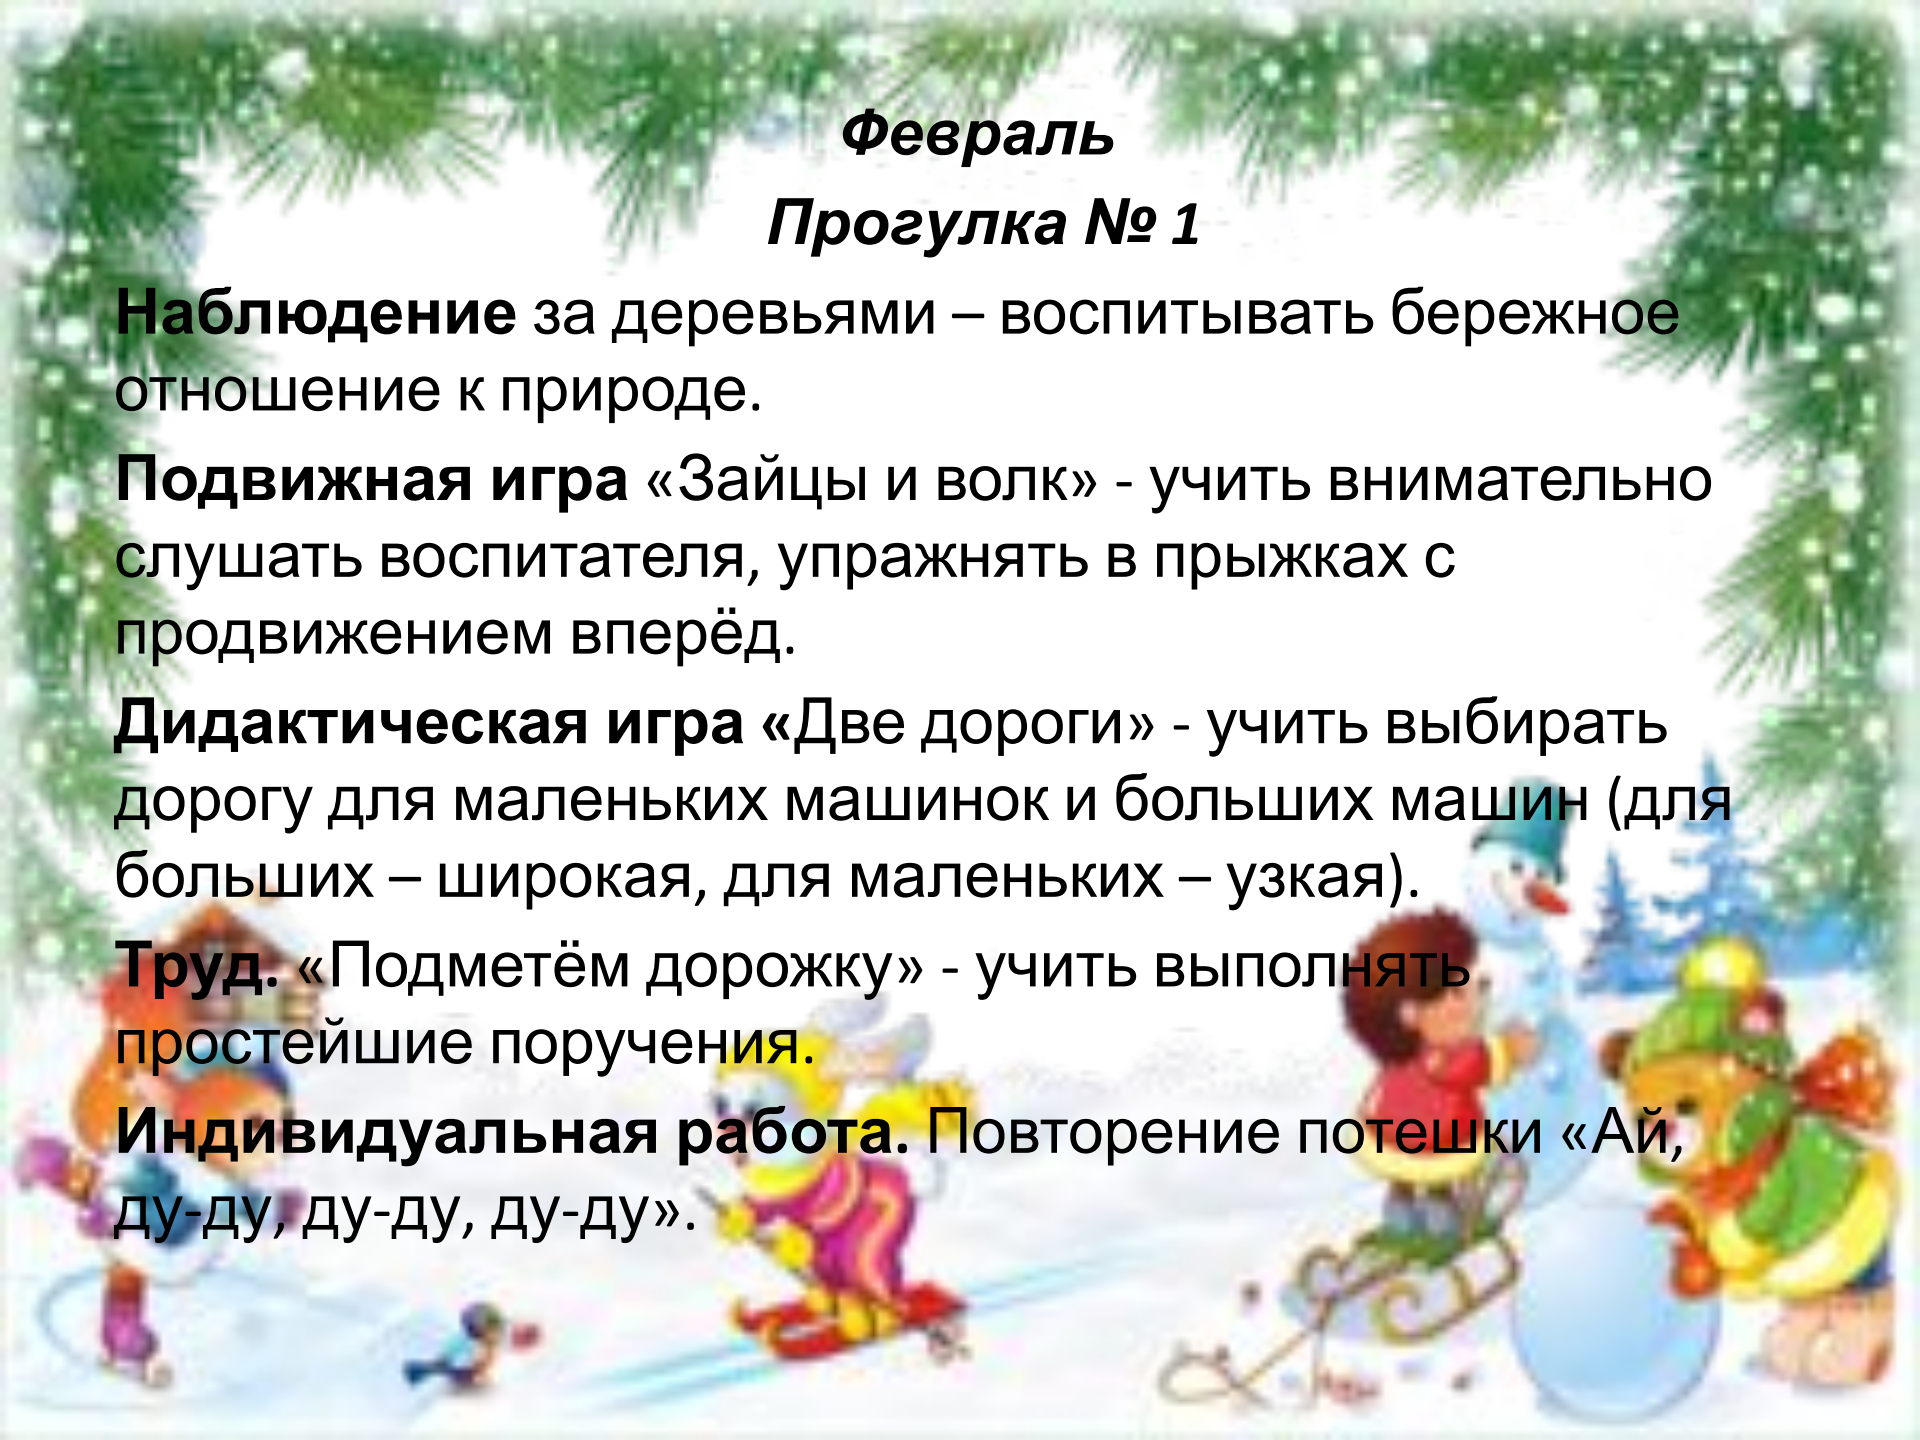 Февраль
Прогулка № 1
Наблюдение за деревьями – воспитывать бережное
отношение к природе.
Подвижная игра «Зайцы и волк» - учить внимательно
слушать воспитателя, упражнять в прыжках с
продвижением вперёд.
Дидактическая игра «Две дороги» - учить выбирать
дорогу для маленьких машинок и больших машин (для
больших – широкая, для маленьких – узкая).
Труд. «Подметём дорожку» - учить выполнять
простейшие поручения.
Индивидуальная работа. Повторение потешки «Ай,
ду-ду, ду-ду, ду-ду».